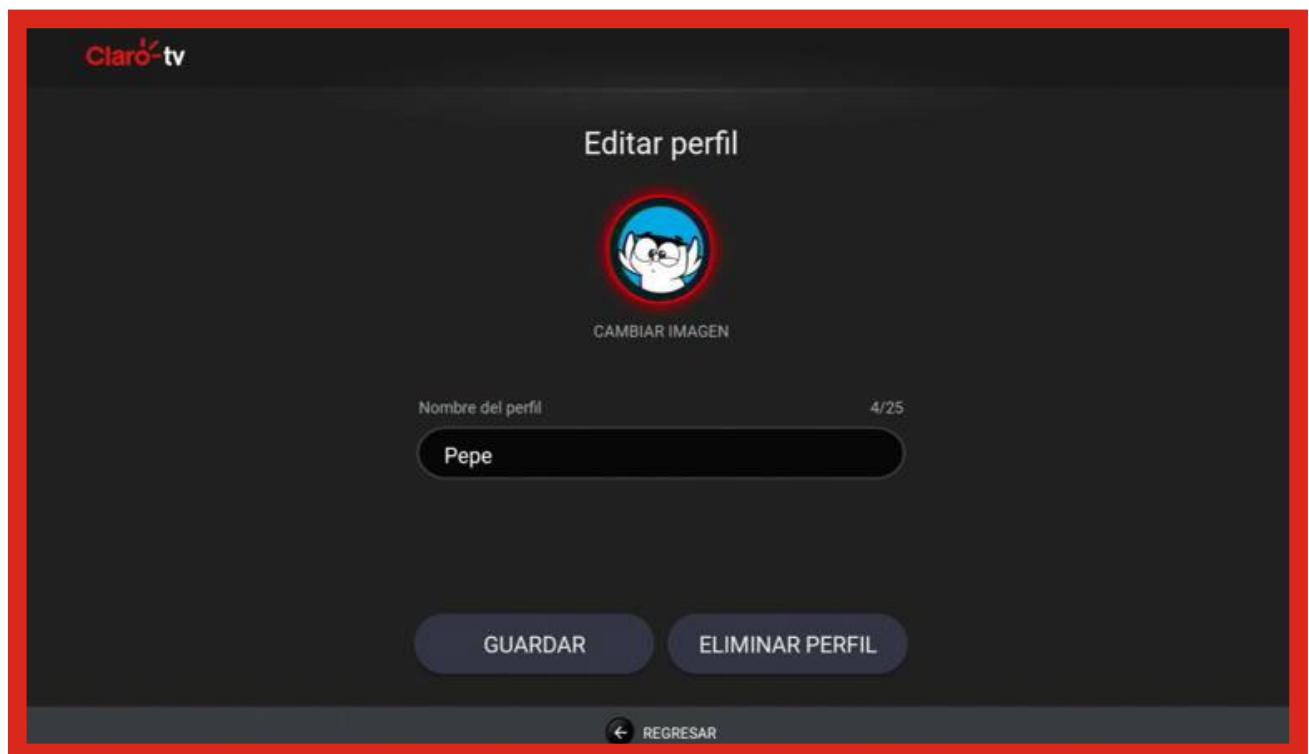 Claro-tv
Editar perfil
CAMBIAR IMAGEN
Nombre del perfil 4/25
Pepe
GUARDAR ELIMINAR PERFIL
REGRESAR